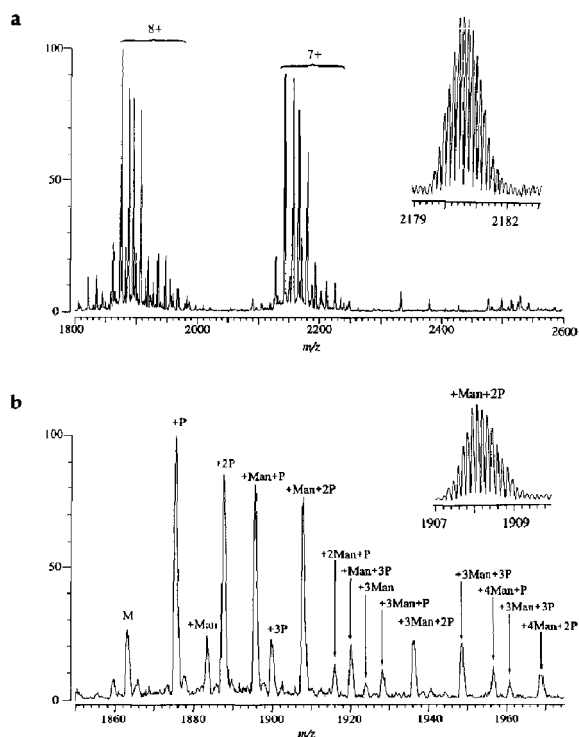 a
8+
7+
100
50
0
1800
2000
2200
2400
2600
m/z
2179
2182
b
+P
+2P
+Man+P
+Man+2P
M
+Man
+3P
+2Man+P
+Man+3P
+3Man
+3Man+P
+3Man+2P
+3Man+3P
+4Man+P
+3Man+3P
+4Man+2P
+Man+2P
1907
1909
100
50
0
1860
1880
1900
1920
1940
1960
m/z